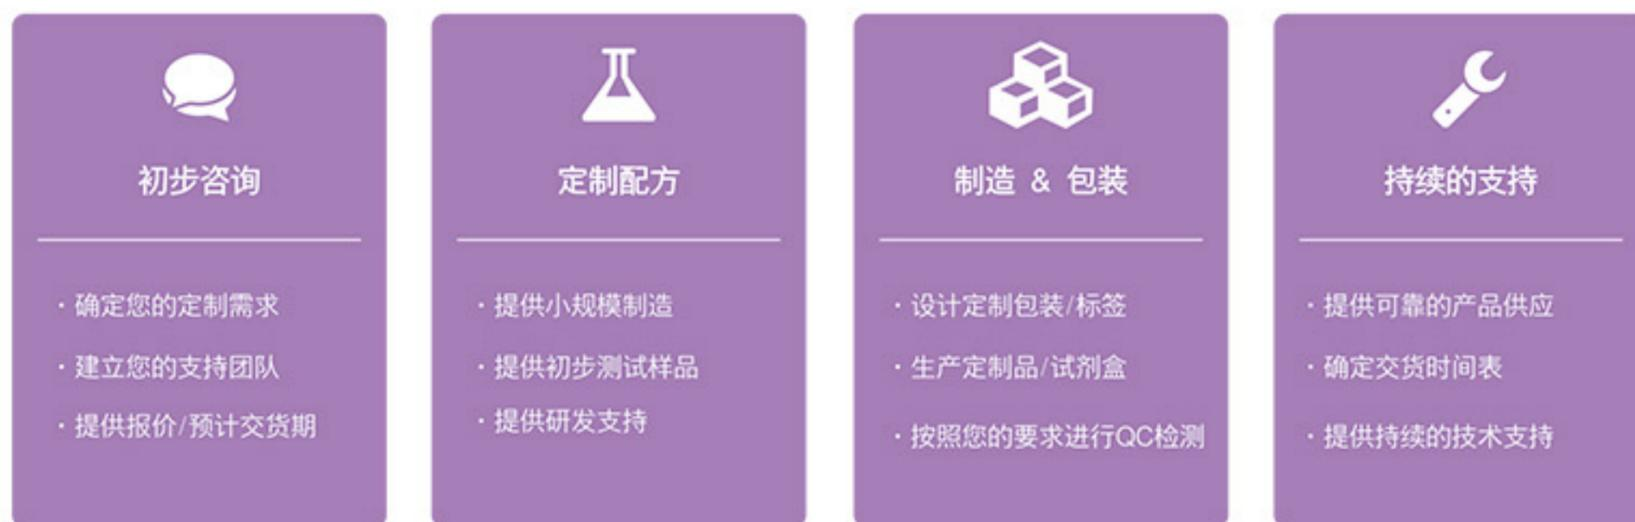 初步咨询
· 确定您的定制需求
· 建立您的支持团队
· 提供报价/预计交货期
定制配方
· 提供小规模制造
· 提供初步测试样品
· 提供研发支持
制造 & 包装
· 设计定制包装/标签
· 生产定制品/试剂盒
· 按照您的要求进行QC检测
持续的支持
· 提供可靠的产品供应
· 确定交货时间表
· 提供持续的技术支持